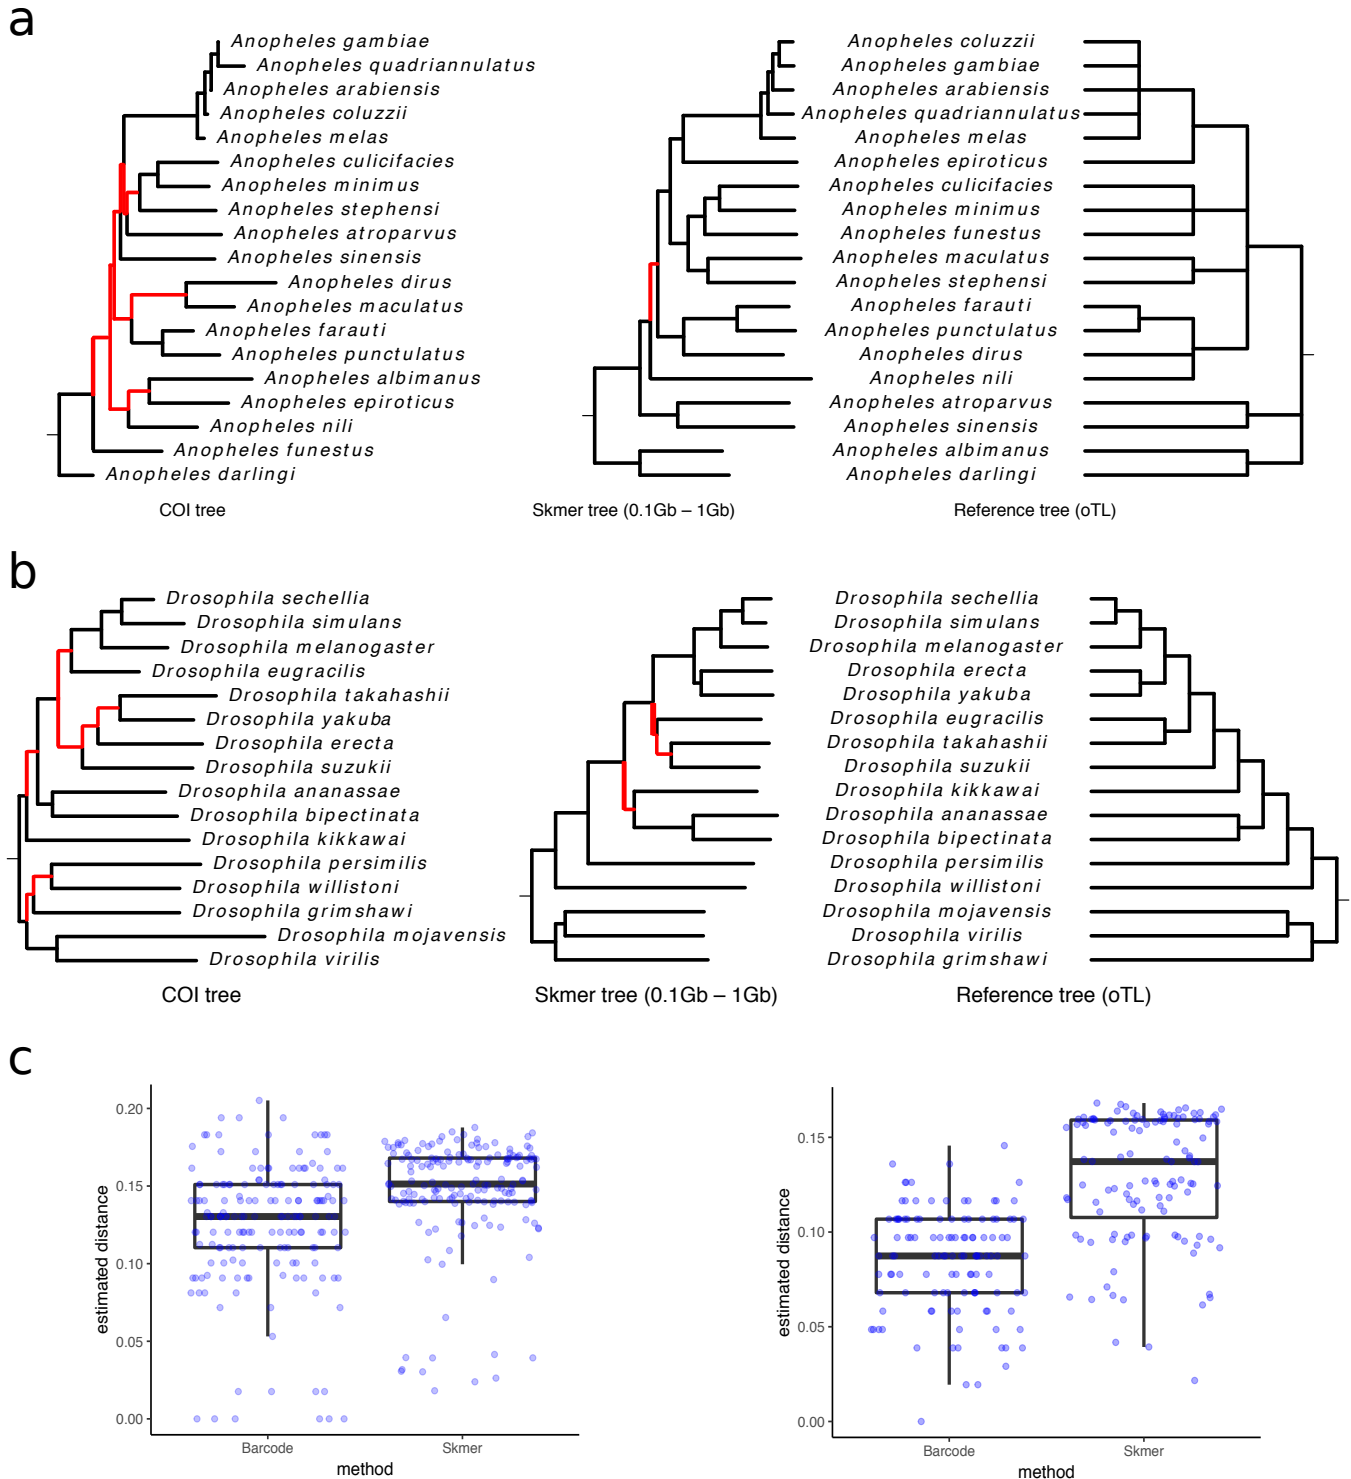 a
Anopheles gambiae
Anopheles quadriannulatus
Anopheles arabiensis
Anopheles coluzzii
Anopheles melas
Anopheles culicifacies
Anopheles minimus
Anopheles stephensi
Anopheles atroparvus
Anopheles sinensis
Anopheles dirus
Anopheles maculatus
Anopheles farauti
Anopheles punctulatus
Anopheles albimanus
Anopheles epiroticus
Anopheles nili
Anopheles funestus
Anopheles darlingi
COI tree
Anopheles coluzzii
Anopheles gambiae
Anopheles arabiensis
Anopheles quadriannulatus
Anopheles melas
Anopheles epiroticus
Anopheles culicifacies
Anopheles minimus
Anopheles funestus
Anopheles maculatus
Anopheles stephensi
Anopheles farauti
Anopheles punctulatus
Anopheles dirus
Anopheles nili
Anopheles atroparvus
Anopheles sinensis
Anopheles albimanus
Anopheles darlingi
Skmer tree (0.1Gb – 1Gb)
Reference tree (oTL)
b
Drosophila sechellia
Drosophila simulans
Drosophila melanogaster
Drosophila eugracilis
Drosophila takahashii
Drosophila yakuba
Drosophila erecta
Drosophila suzukii
Drosophila ananassae
Drosophila bipectinata
Drosophila kikkawai
Drosophila persimilis
Drosophila willistoni
Drosophila grimshawi
Drosophila mojavensis
Drosophila virilis
COI tree
Drosophila sechellia
Drosophila simulans
Drosophila melanogaster
Drosophila erecta
Drosophila yakuba
Drosophila eugracilis
Drosophila takahashii
Drosophila suzukii
Drosophila kikkawai
Drosophila ananassae
Drosophila bipectinata
Drosophila persimilis
Drosophila willistoni
Drosophila mojavensis
Drosophila virilis
Drosophila grimshawi
Skmer tree (0.1Gb – 1Gb)
Reference tree (oTL)
c
estimated distance
0.20
0.15
0.10
0.05
0.00
Barcode
Skmer
method
estimated distance
0.15
0.10
0.05
0.00
Barcode
Skmer
method